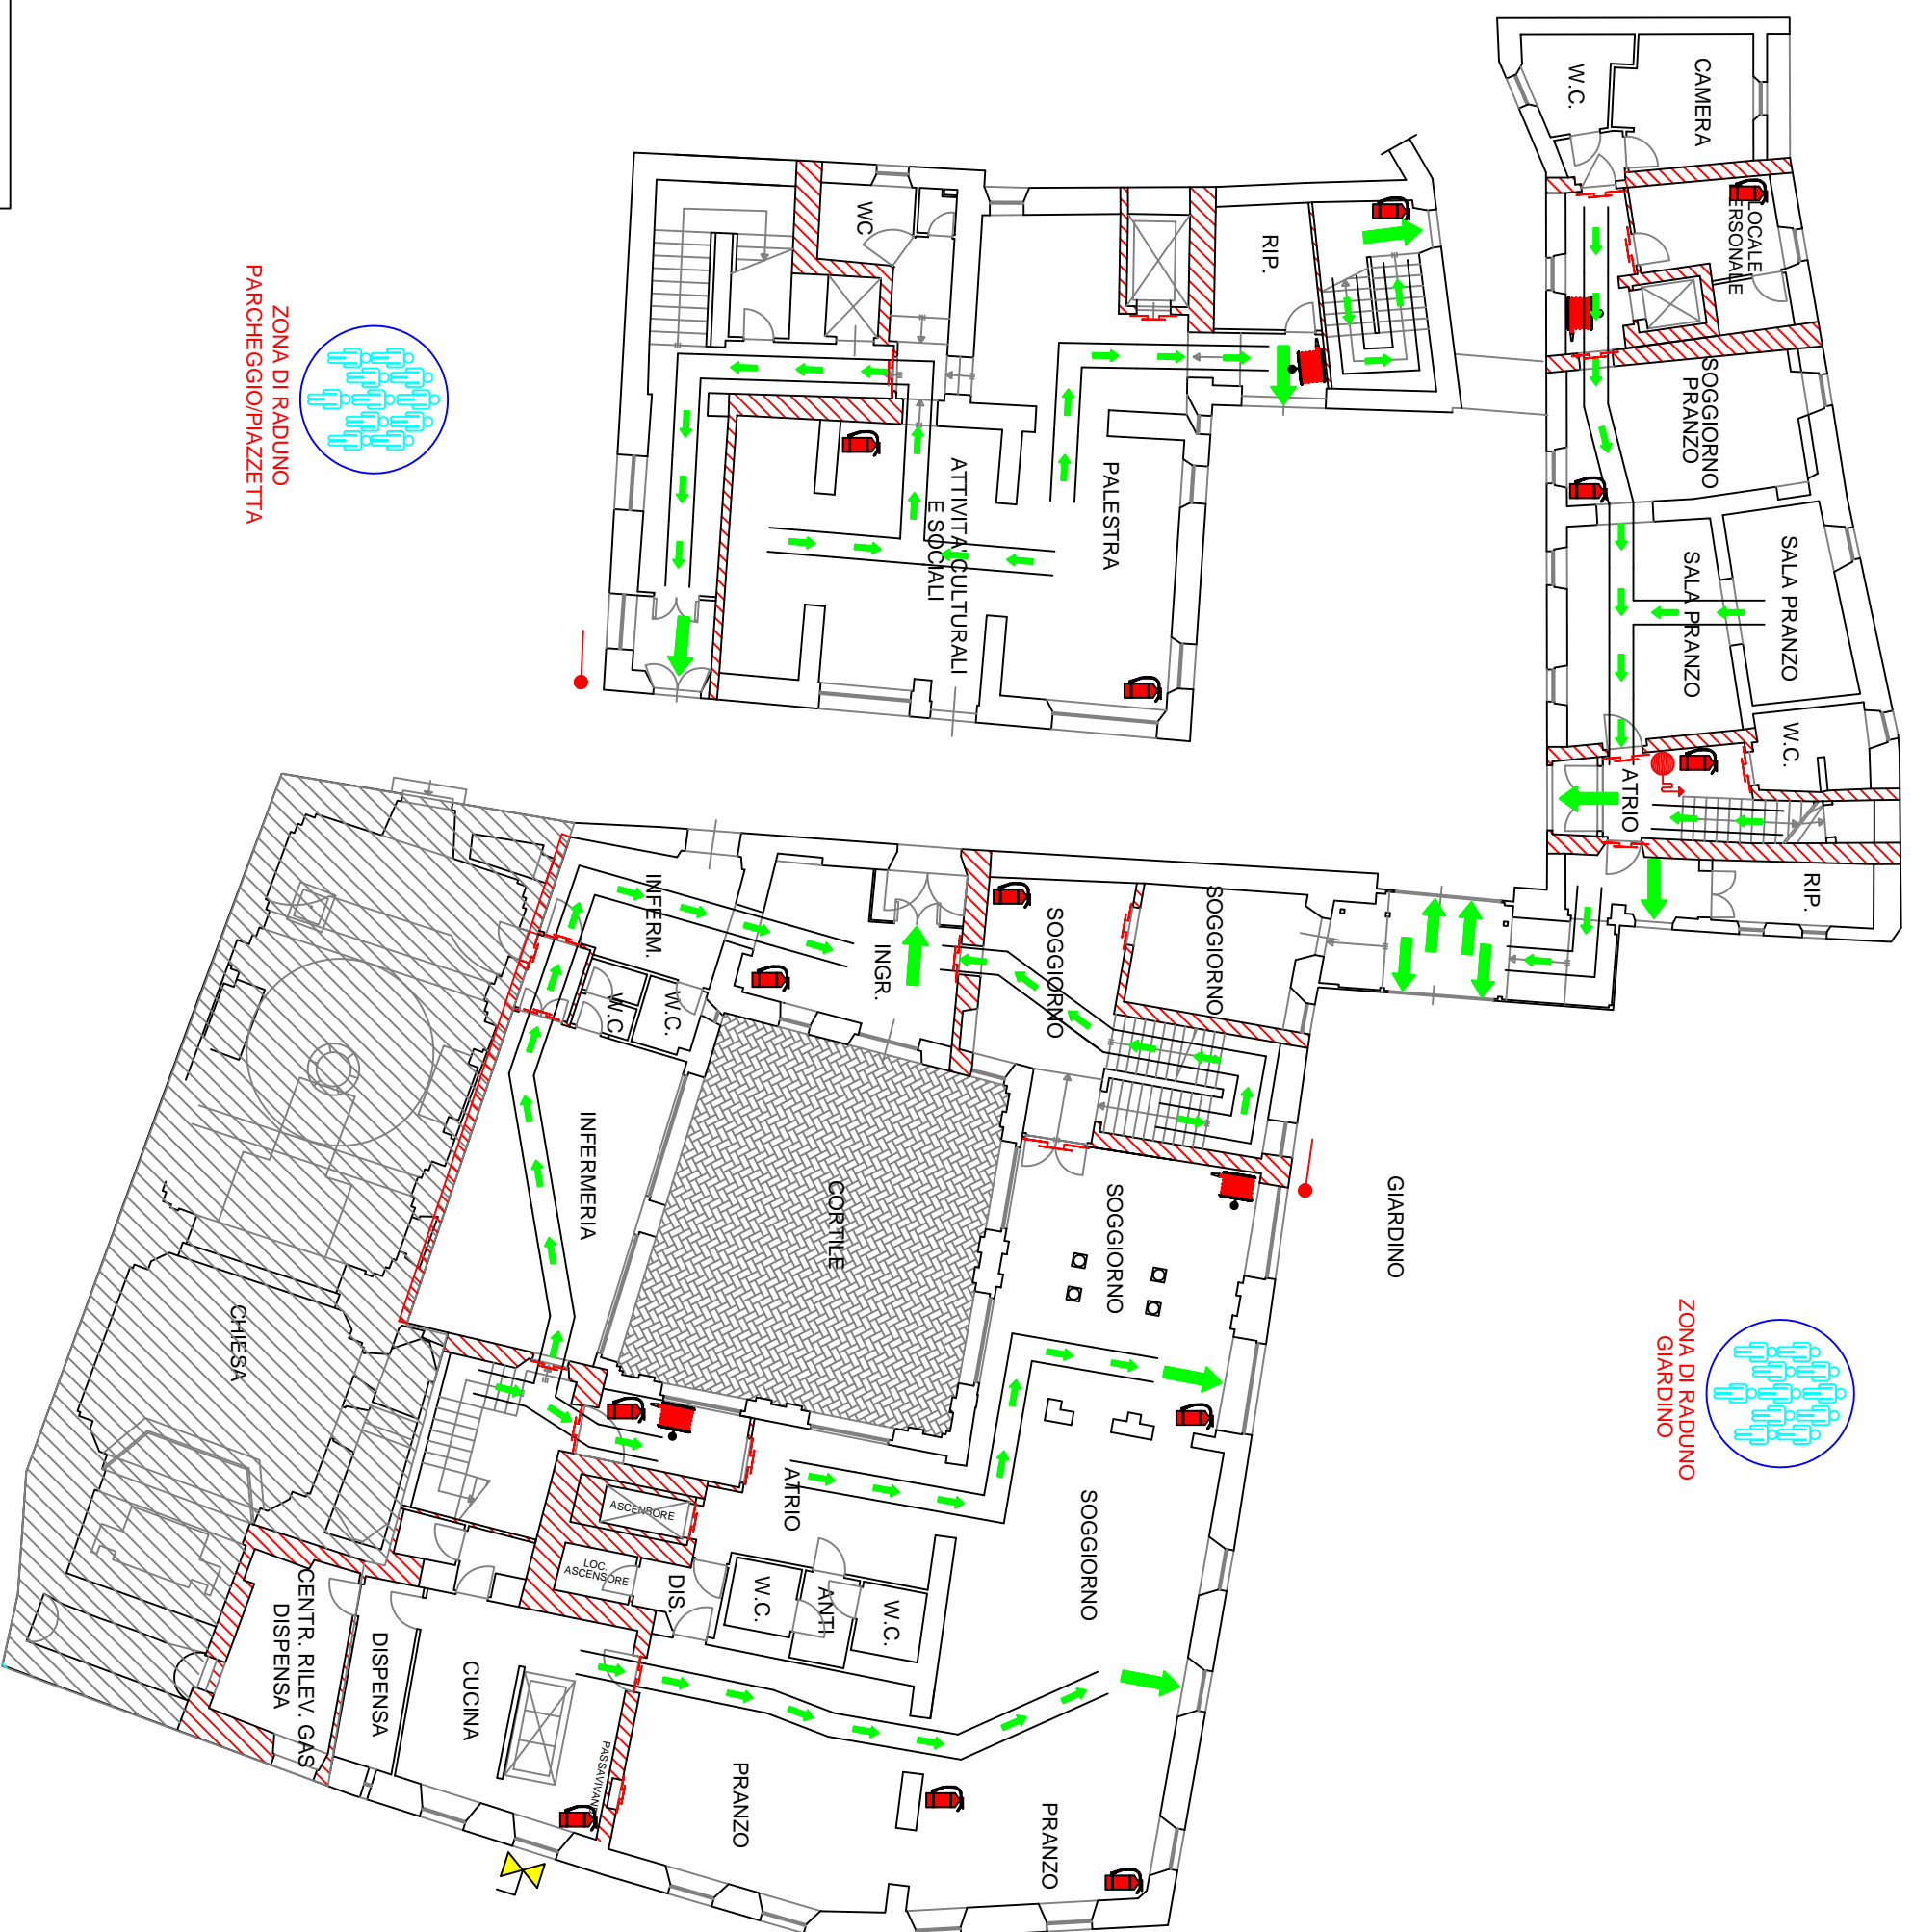 CAMERA
W.C.
LOCALE
PERSONALE
SOGGIORNO
PRANZO
SALA PRANZO
SALA PRANZO
W.C.
ATRIO
RIP.
RIP.
WC
PALESTRA
ATTIVITA' CULTURALI
E SOCIALI
ZONA DI RADUNO
PARCHEGGIO/PIAZZETTA
ZONA DI RADUNO
GIARDINO
GIARDINO
SOGGIORNO
SOGGIORNO
INGR.
INFERM.
W.C.
W.C.
SOGGIORNO
CORTILE
INFERMERIA
CHIESA
SOGGIORNO
ATRIO
ASCENSORE
LOC.
ASCENSORE
DIS.
W.C.
ANTI
W.C.
PRANZO
PRANZO
CUCINA
DISPENSA
CENTR. RILEV. GAS
DISPENSA